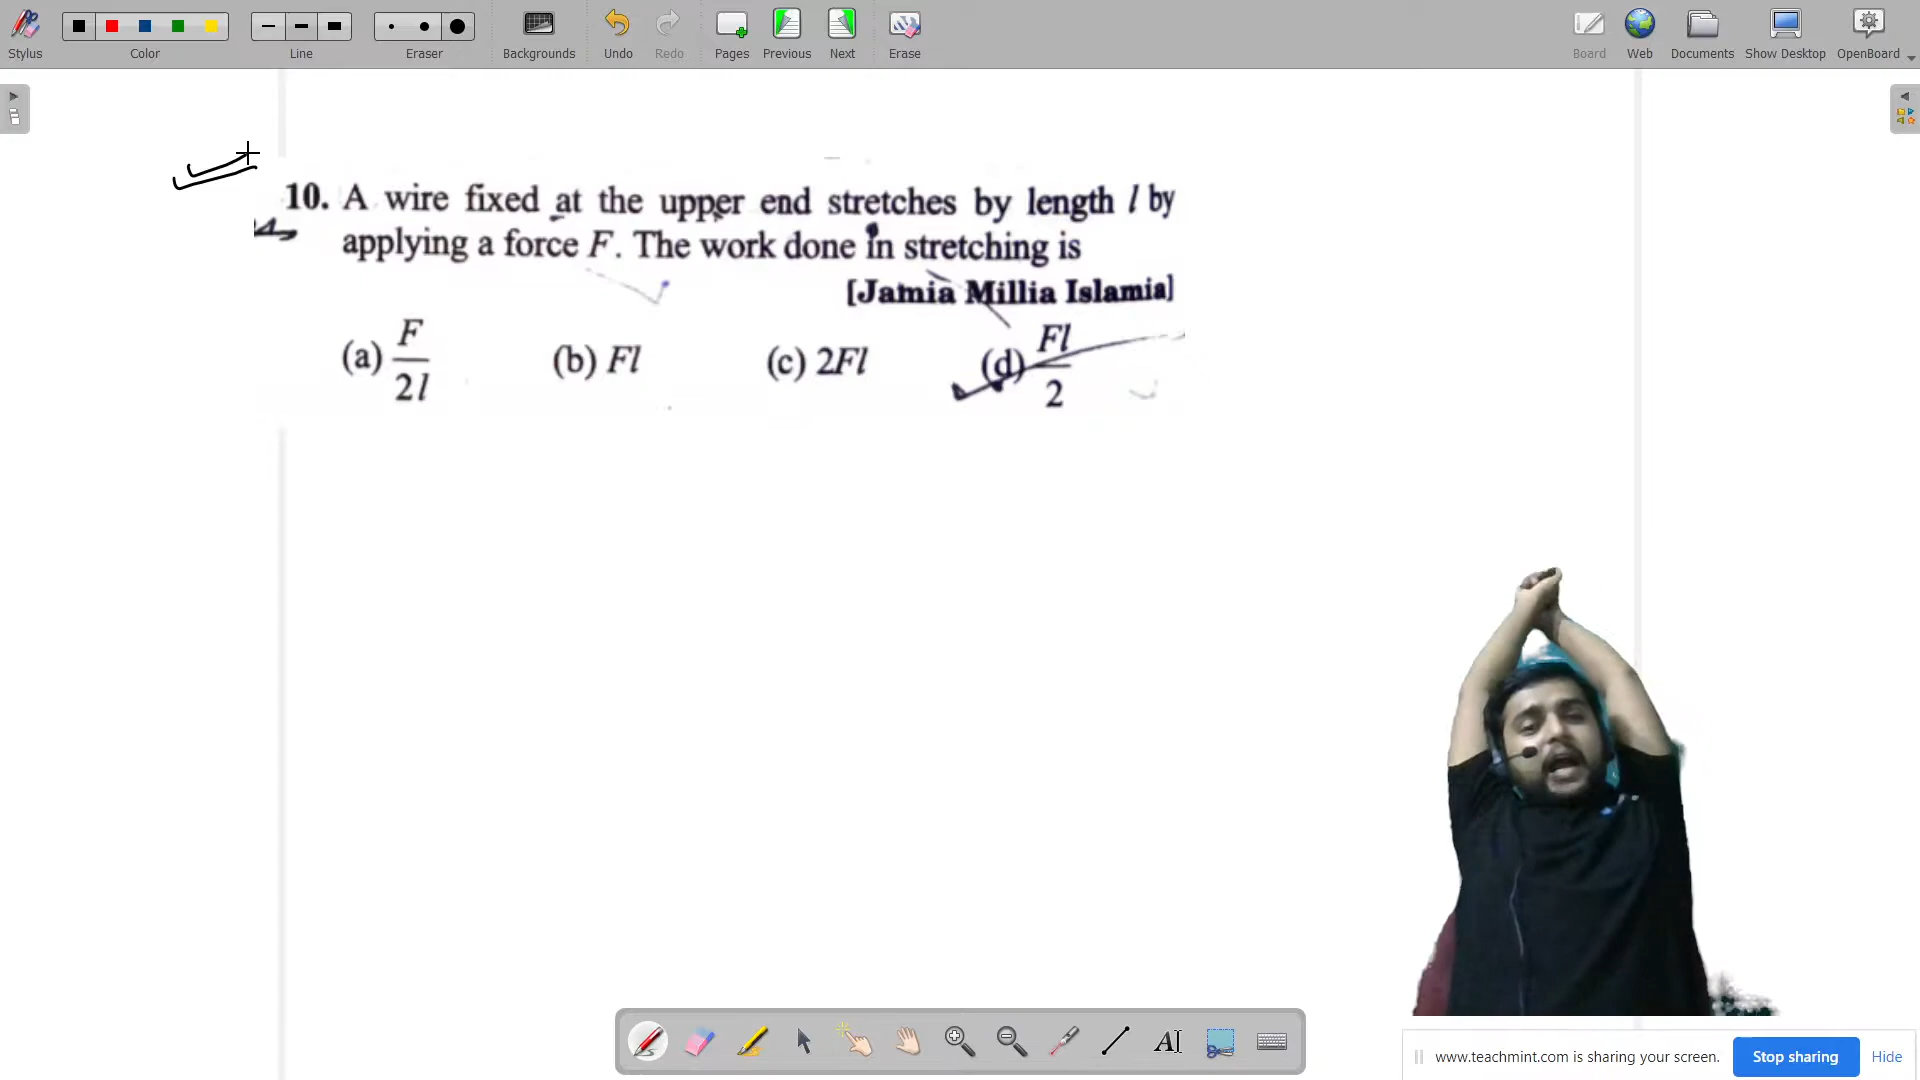 Stylus
Color
Line
Eraser
Backgrounds
Undo
Redo
Pages
Previous
Next
Erase
Board
Web
Documents
Show Desktop
OpenBoard
10. A wire fixed at the upper end stretches by length l by
applying a force F. The work done in stretching is
[Jamia Millia Islamia]
(a) F/2l (b) Fl (c) 2Fl (d) Fl/2
www.teachmint.com is sharing your screen.
Stop sharing
Hide